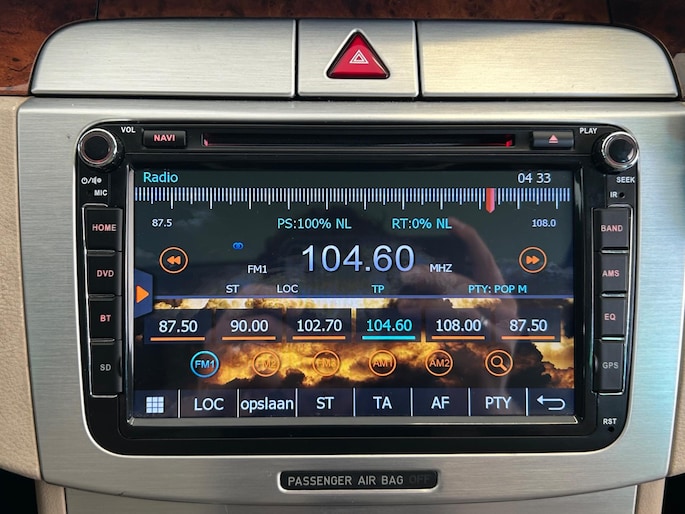 VOL
NAVI
PLAY
MIC
SEEK
IR
HOME
DVD
BT
SD
BAND
AMS
EQ
GPS
RST
Radio 04 33
87.5 PS:100% NL RT:0% NL 108.0
FM1 104.60 MHZ
ST LOC TP PTY: POP M
87.50 90.00 102.70 104.60 108.00 87.50
FM1 FM2 FM3 AM1 AM2
LOC opslaan ST TA AF PTY
PASSENGER AIR BAG OFF